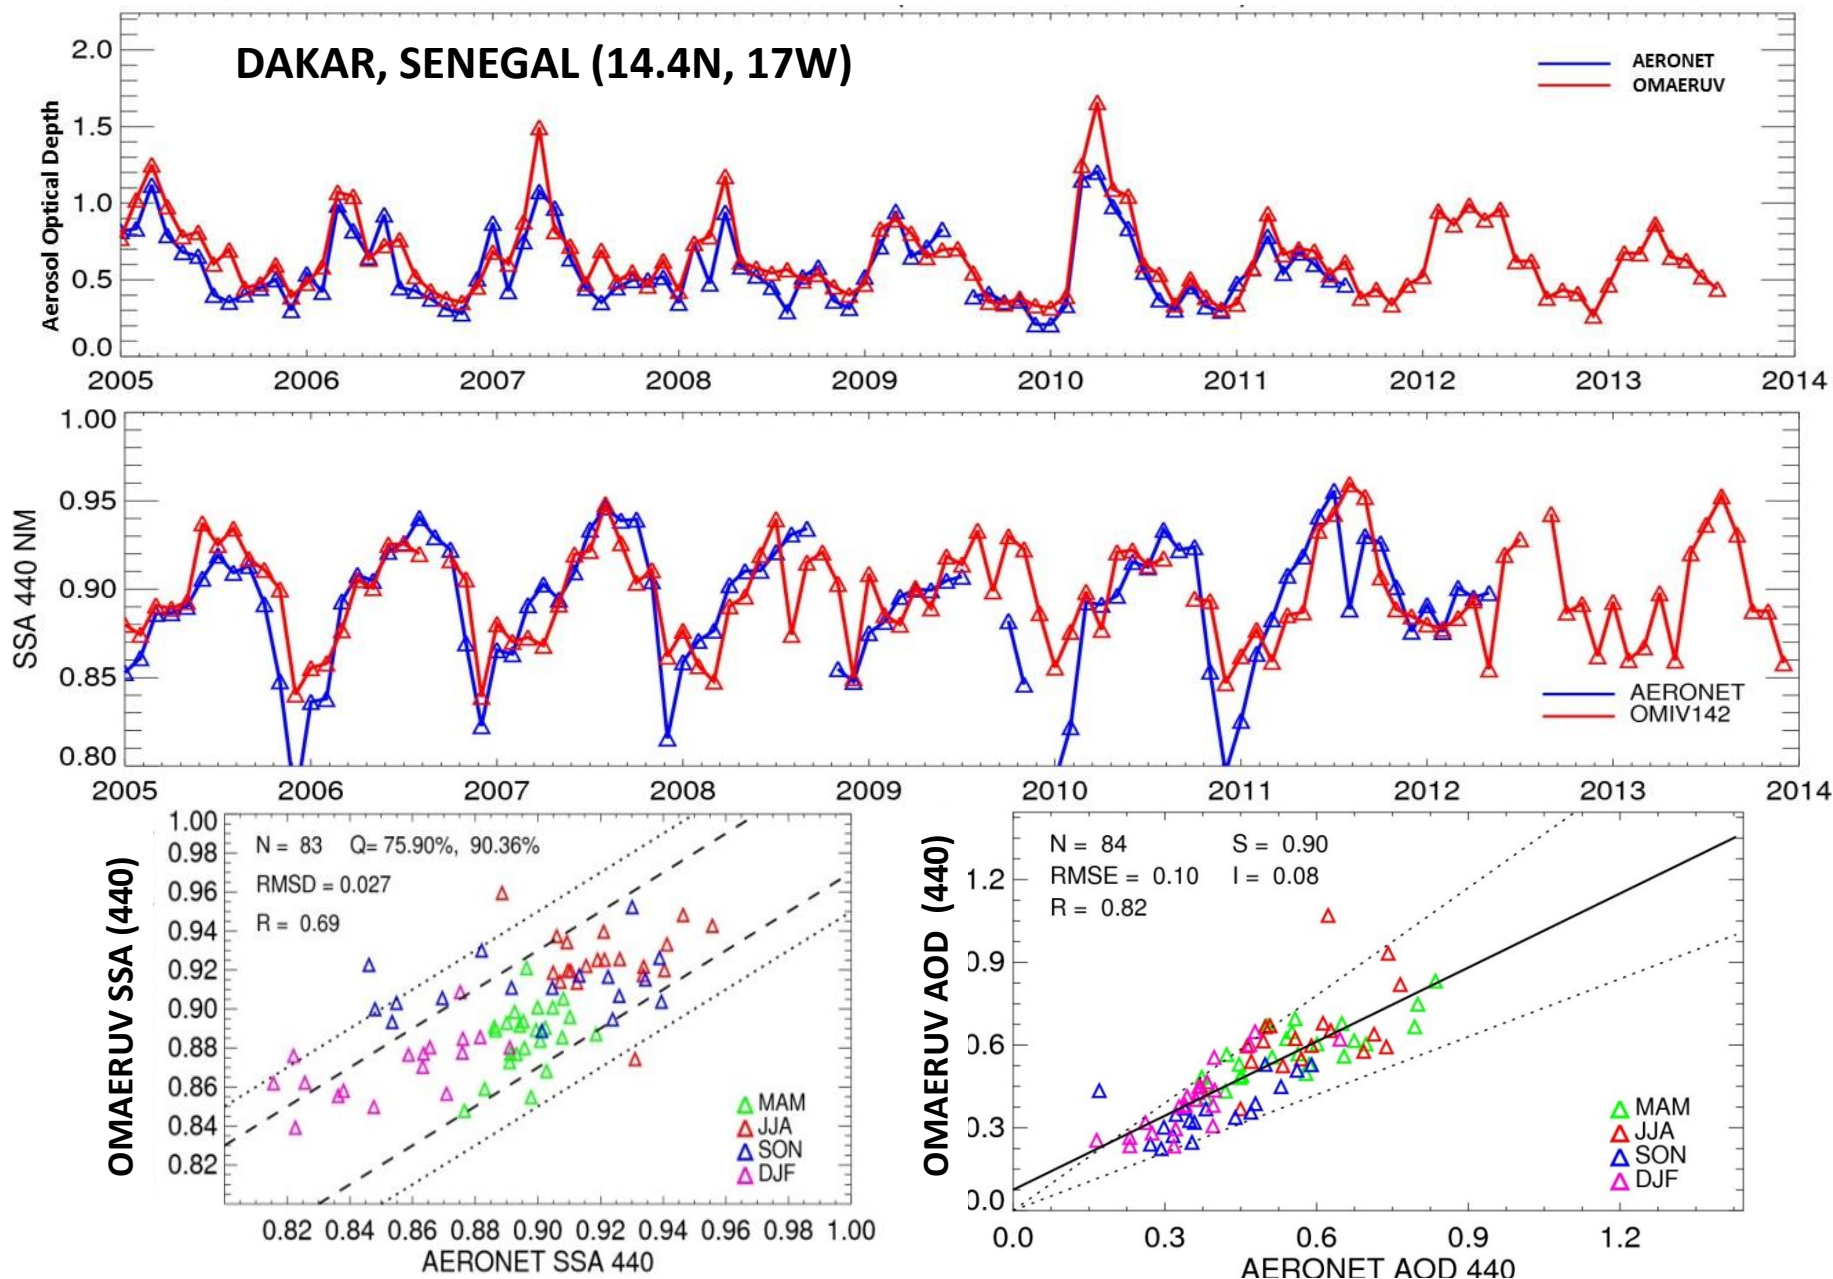 DAKAR, SENEGAL (14.4N, 17W)
AERONET
OMAERUV
Aerosol Optical Depth
2.0
1.5
1.0
0.5
0.0
2005 2006 2007 2008 2009 2010 2011 2012 2013 2014
SSA 440 NM
1.00
0.95
0.90
0.85
0.80
AERONET
OMIV142
2005 2006 2007 2008 2009 2010 2011 2012 2013 2014
OMAERUV SSA (440)
1.00
0.98
0.96
0.94
0.92
0.90
0.88
0.86
0.84
0.82
N = 83 Q= 75.90%, 90.36%
RMSD = 0.027
R = 0.69
MAM
JJA
SON
DJF
0.82 0.84 0.86 0.88 0.90 0.92 0.94 0.96 0.98 1.00
AERONET SSA 440
OMAERUV AOD (440)
1.2
0.9
0.6
0.3
0.0
N = 84 S = 0.90
RMSE = 0.10 I = 0.08
R = 0.82
MAM
JJA
SON
DJF
0.0 0.3 0.6 0.9 1.2
AERONET AOD 440